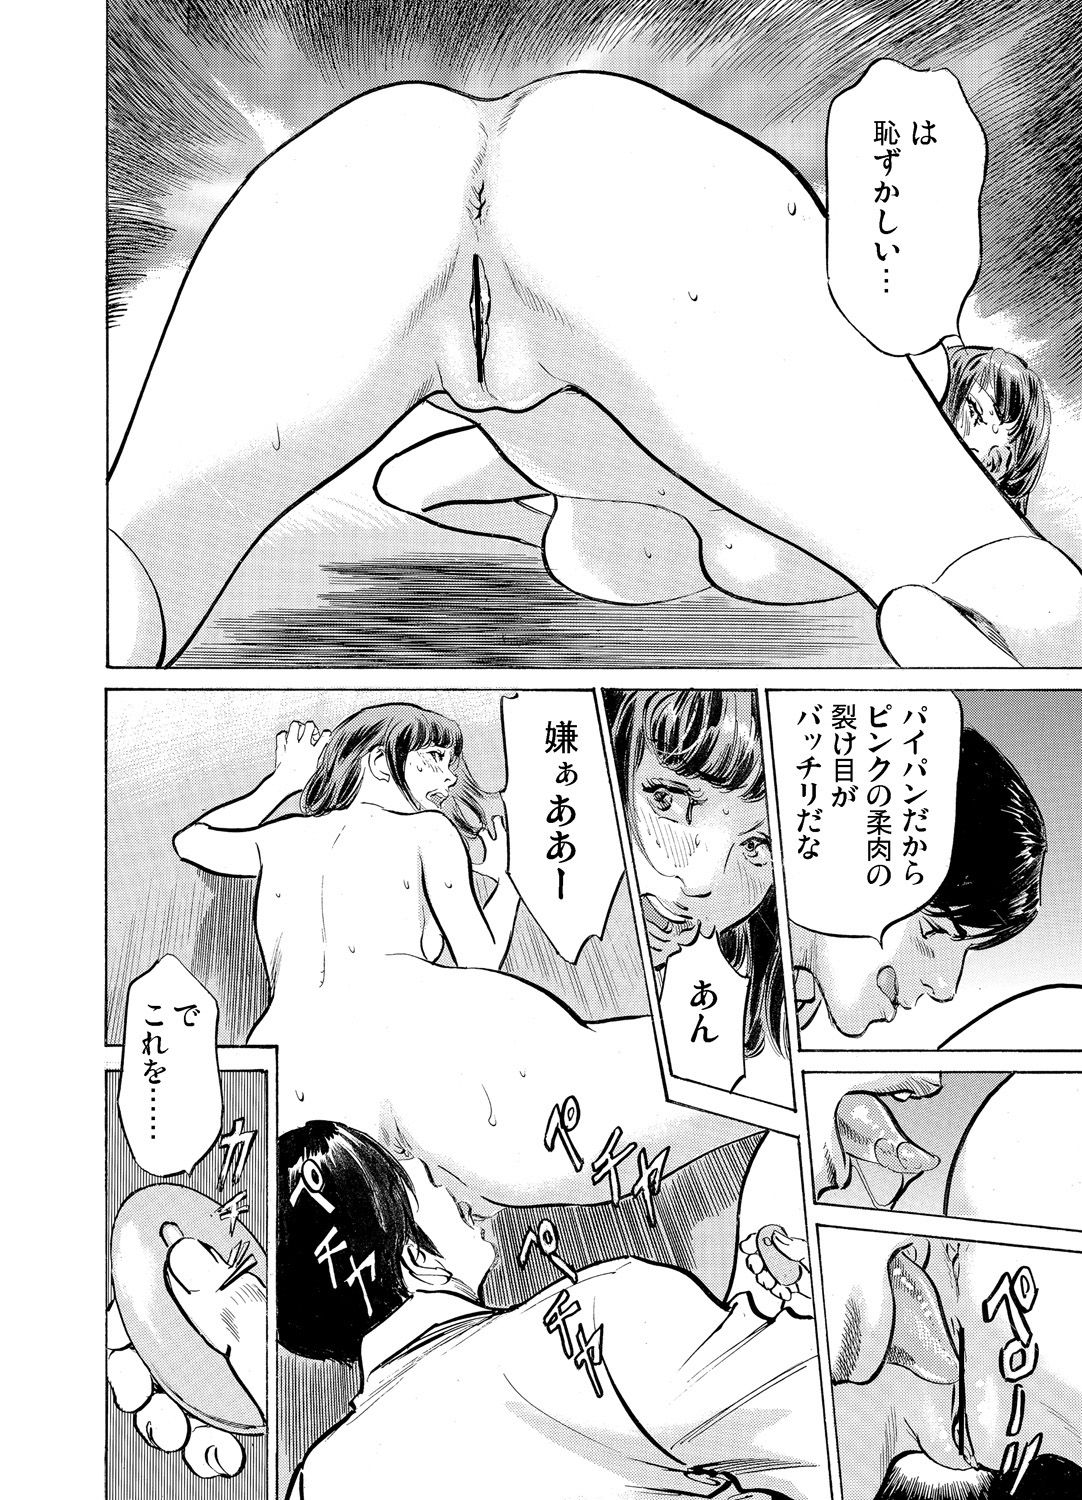 は
恥ずかしい…
パイパンだから
ピンクの柔肉の
裂け目が
バッチリだな
あん
嫌ぁああー
ペロー
ッ
ペ
チャ
ペ
チャ
ペ
チャ
で
これを……
カ
チ